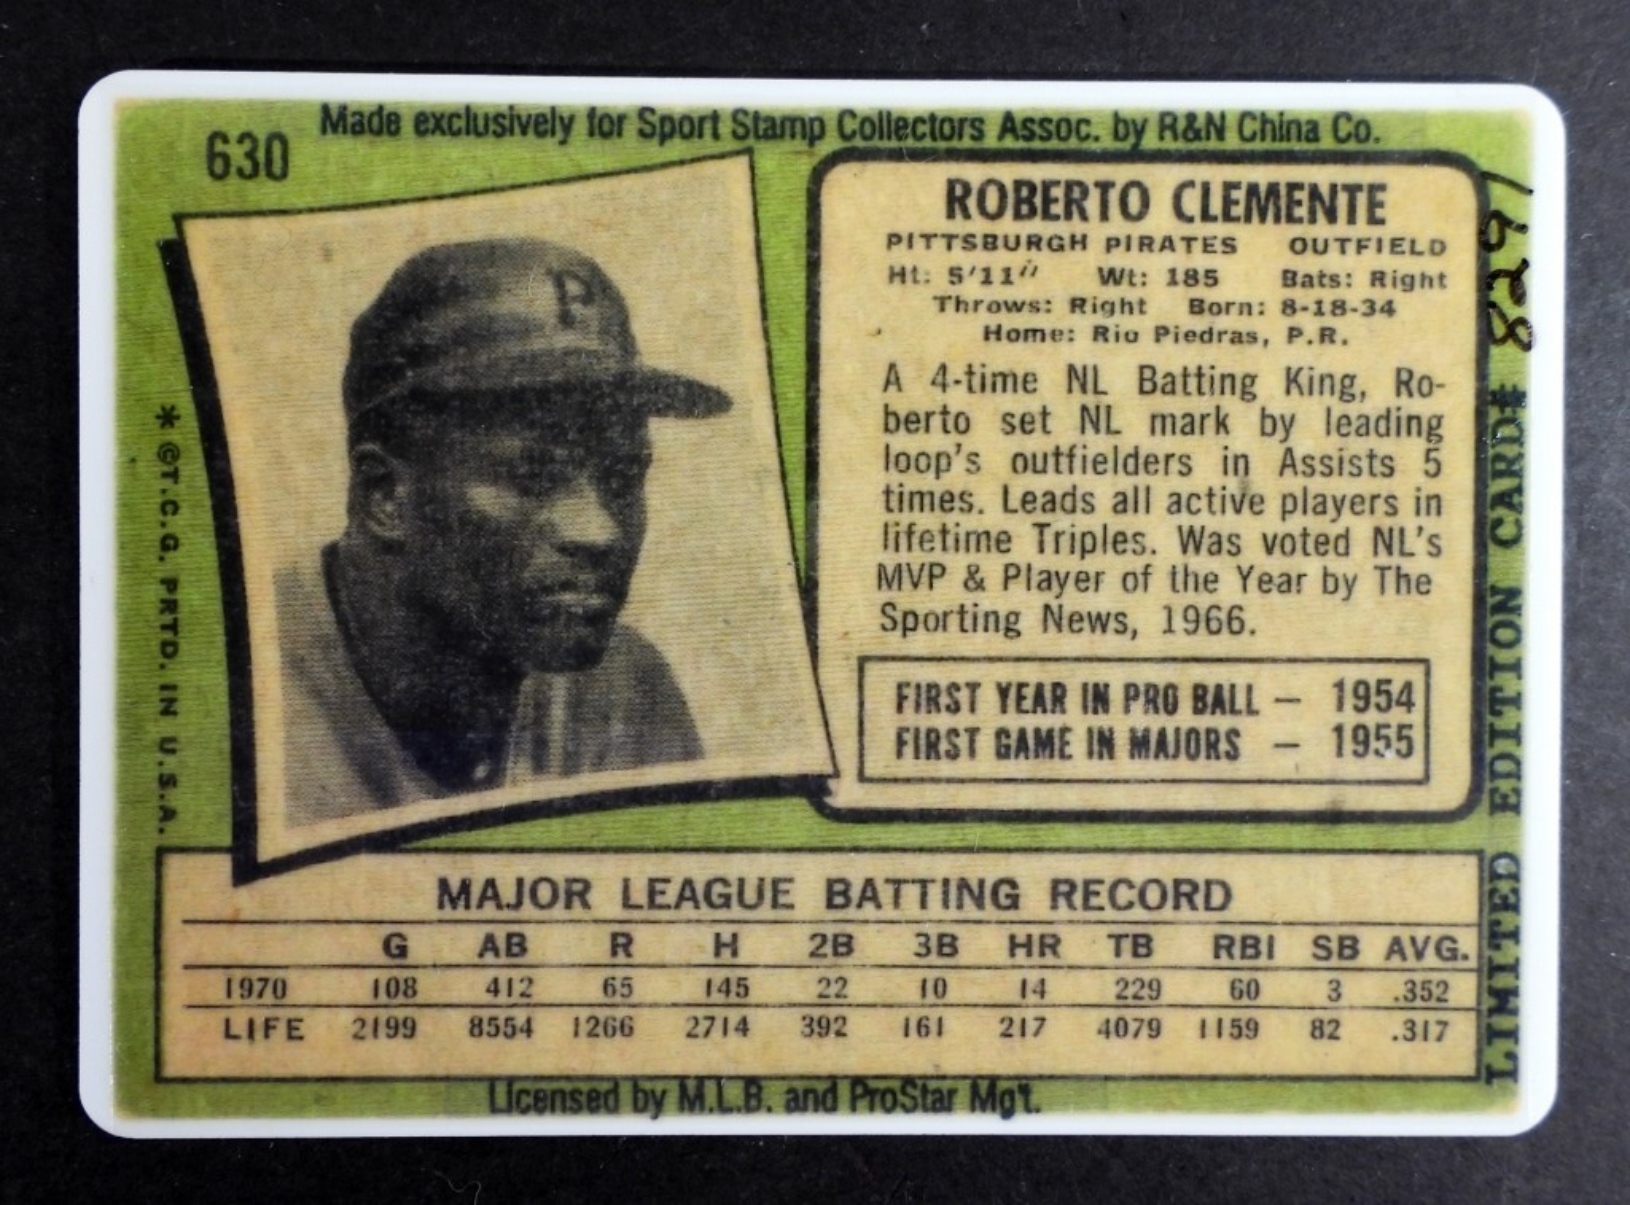 Made exclusively for Sport Stamp Collectors Assoc. by R&N China Co.
630
P
* ©T.C.G. PRTD. IN U.S.A.
ROBERTO CLEMENTE
PITTSBURGH PIRATES OUTFIELD
Ht: 5'11" Wt: 185 Bats: Right
Throws: Right Born: 8-18-34
Home: Rio Piedras, P.R.
A 4-time NL Batting King, Ro-
berto set NL mark by leading
loop's outfielders in Assists 5
times. Leads all active players in
lifetime Triples. Was voted NL's
MVP & Player of the Year by The
Sporting News, 1966.
FIRST YEAR IN PRO BALL — 1954
FIRST GAME IN MAJORS — 1955
LIMITED EDITION CARD# 8297
MAJOR LEAGUE BATTING RECORD
G AB R H 2B 3B HR TB RBI SB AVG.
1970 108 412 65 145 22 10 14 229 60 3 .352
LIFE 2199 8554 1266 2714 392 161 217 4079 1159 82 .317
Licensed by M.L.B. and ProStar Mgt.